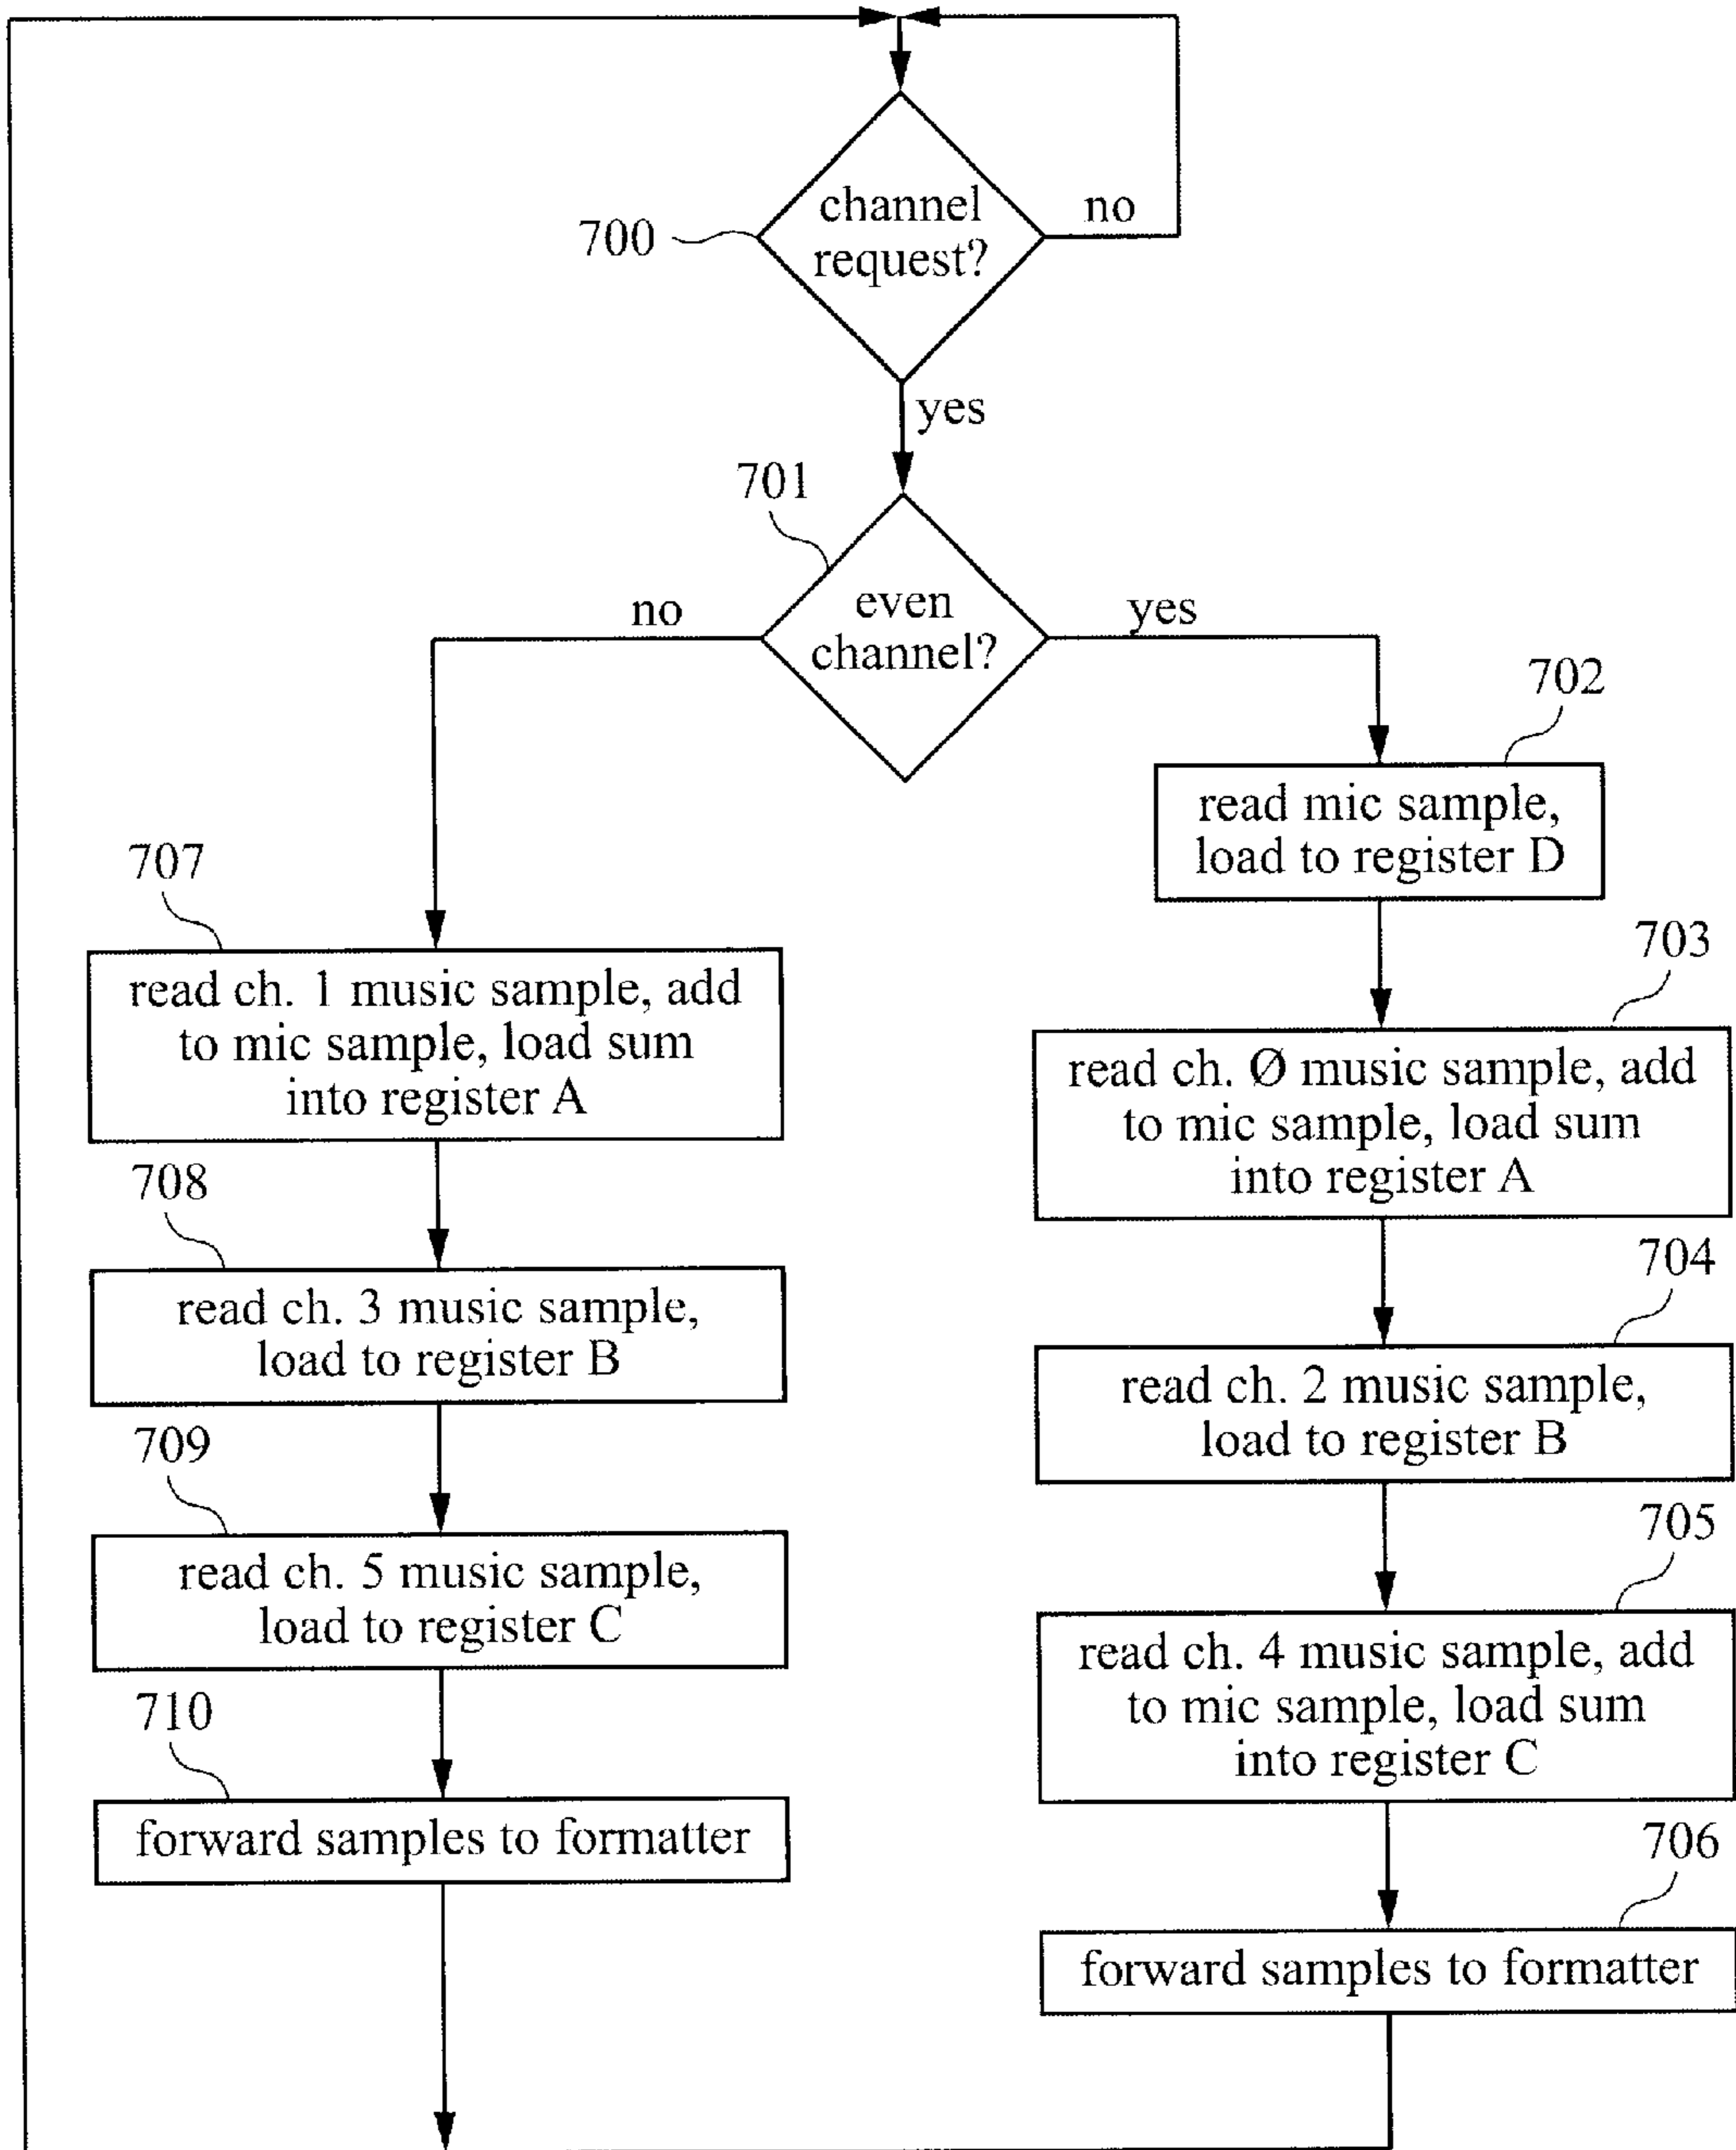 channel
request?
no
700
yes
701
even
channel?
no
yes
702
read mic sample,
load to register D
707
read ch. 1 music sample, add
to mic sample, load sum
into register A
703
read ch. Ø music sample, add
to mic sample, load sum
into register A
708
read ch. 3 music sample,
load to register B
704
read ch. 2 music sample,
load to register B
709
read ch. 5 music sample,
load to register C
705
read ch. 4 music sample, add
to mic sample, load sum
into register C
710
forward samples to formatter
706
forward samples to formatter